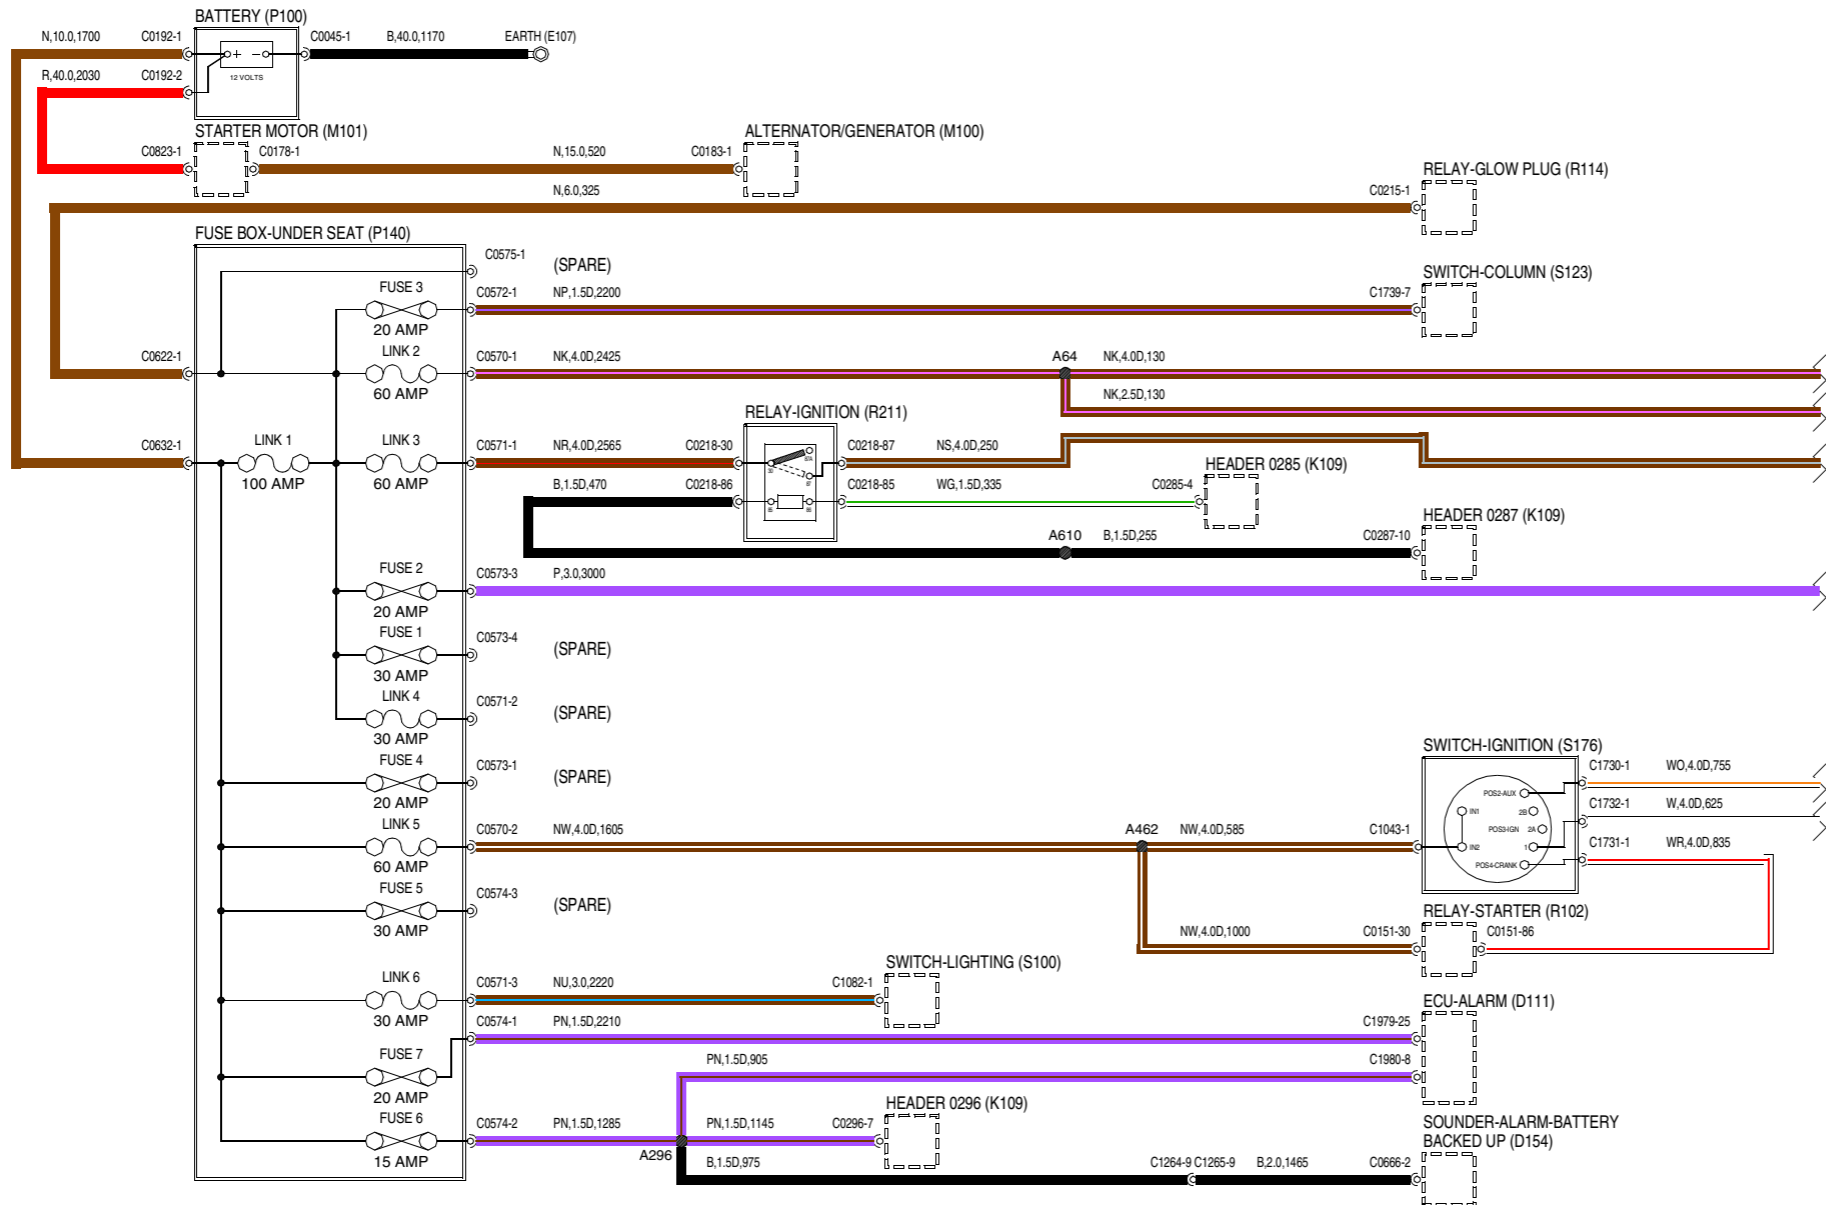 BATTERY (P100)
N,10.0,1700 C0192-1 C0045-1 B,40.0,1170 EARTH (E107)
+ −
12 VOLTS
R,40.0,2030 C0192-2
STARTER MOTOR (M101) ALTERNATOR/GENERATOR (M100)
C0823-1 C0178-1 N,15.0,520 C0183-1
RELAY-GLOW PLUG (R114)
N,6.0,325 C0215-1
FUSE BOX-UNDER SEAT (P140)
C0575-1 (SPARE)
SWITCH-COLUMN (S123)
FUSE 3 C0572-1 NP,1.5D,2200 C1739-7
20 AMP
C0622-1 LINK 2 C0570-1 NK,4.0D,2425 A64 NK,4.0D,130
60 AMP NK,2.5D,130
RELAY-IGNITION (R211)
C0632-1 LINK 1 LINK 3 C0571-1 NR,4.0D,2565 C0218-30 C0218-87 NS,4.0D,250
HEADER 0285 (K109)
100 AMP 60 AMP B,1.5D,470 C0218-86 C0218-85 WG,1.5D,335 C0285-4
30 87A 87
HEADER 0287 (K109)
A610 B,1.5D,255 C0287-10
FUSE 2 C0573-3 P,3.0,3000
20 AMP
FUSE 1 C0573-4 (SPARE)
30 AMP
LINK 4 C0571-2 (SPARE)
30 AMP
SWITCH-IGNITION (S176)
FUSE 4 C0573-1 (SPARE) C1730-1 WO,4.0D,755
20 AMP
POS2-AUX
IN1 2B C1732-1 W,4.0D,625
LINK 5 C0570-2 NW,4.0D,1605 A462 NW,4.0D,585 C1043-1 POS3-IGN 2A
IN2 1 C1731-1 WR,4.0D,835
60 AMP POS4-CRANK
FUSE 5 C0574-3 (SPARE)
30 AMP
RELAY-STARTER (R102)
NW,4.0D,1000 C0151-30 C0151-86
SWITCH-LIGHTING (S100)
LINK 6 C0571-3 NU,3.0,2220 C1082-1
ECU-ALARM (D111)
30 AMP C0574-1 PN,1.5D,2210 C1979-25
FUSE 7 PN,1.5D,905 C1980-8
20 AMP
HEADER 0296 (K109)
FUSE 6 C0574-2 PN,1.5D,1285 PN,1.5D,1145 C0296-7
SOUNDER-ALARM-BATTERY
BACKED UP (D154)
15 AMP A296 B,1.5D,975 C1264-9 C1265-9 B,2.0,1465 C0666-2